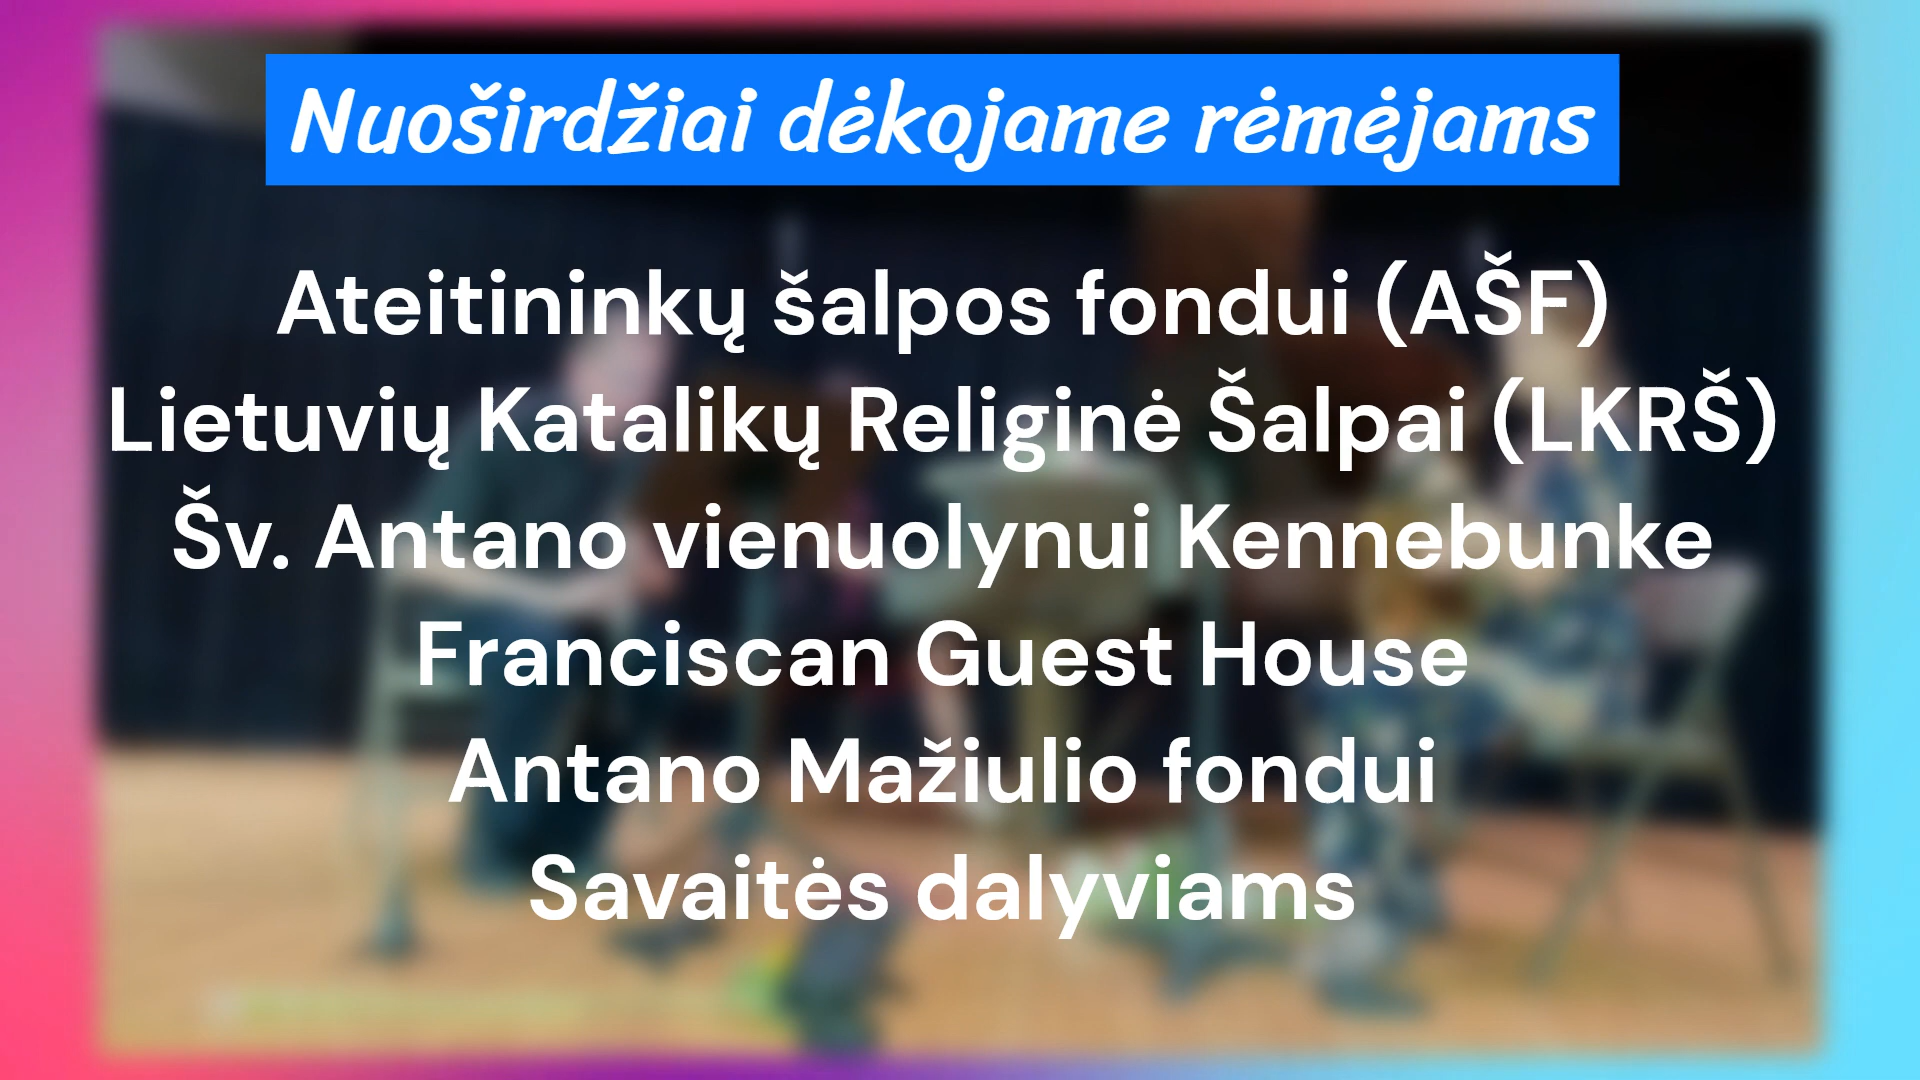 Nuoširdžiai dėkojame rėmėjams
Ateitininkų šalpos fondui (AŠF)
Lietuvių Katalikų Religinė Šalpai (LKRŠ)
Šv. Antano vienuolynui Kennebunke
Franciscan Guest House
Antano Mažiulio fondui
Savaitės dalyviams